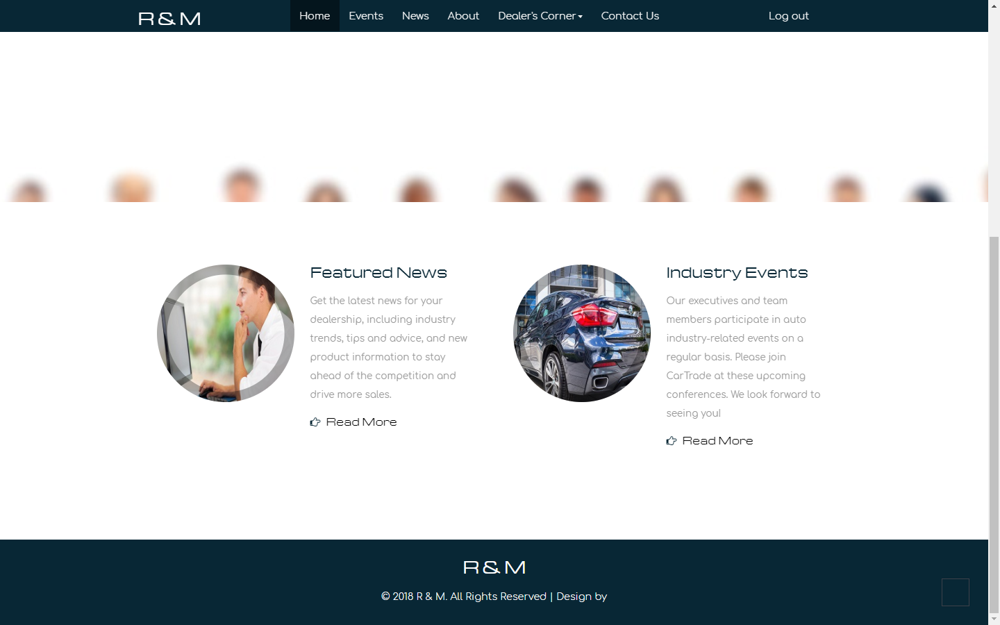 R & M
Home Events News About Dealer's Corner Contact Us Log out
Featured News
Get the latest news for your
dealership, including industry
trends, tips and advice, and new
product information to stay
ahead of the competition and
drive more sales.
Read More
Industry Events
Our executives and team
members participate in auto
industry-related events on a
regular basis. Please join
CarTrade at these upcoming
conferences. We look forward to
seeing you!
Read More
R & M
© 2018 R & M. All Rights Reserved | Design by